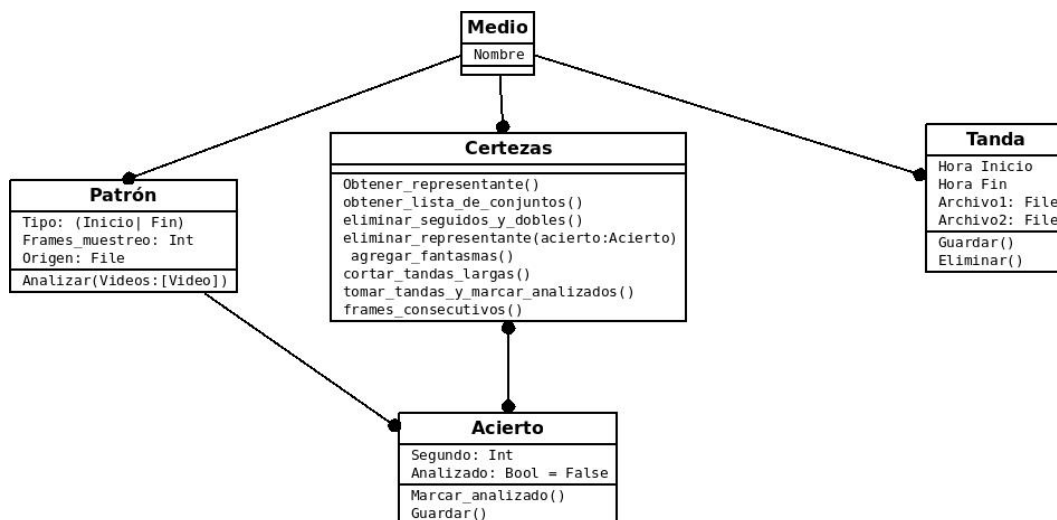 Medio
Nombre
Certezas
Obtener_representante()
obtener_lista_de_conjuntos()
eliminar_seguidos_y_dobles()
eliminar_representante(acierto:Acierto)
agregar_fantasmas()
cortar_tandas_largas()
tomar_tandas_y_marcar_analizados()
frames_consecutivos()
Tanda
Hora Inicio
Hora Fin
Archivo1: File
Archivo2: File
Guardar()
Eliminar()
Patrón
Tipo: (Inicio| Fin)
Frames_muestreo: Int
Origen: File
Analizar(Videos:[Video])
Acierto
Segundo: Int
Analizado: Bool = False
Marcar_analizado()
Guardar()